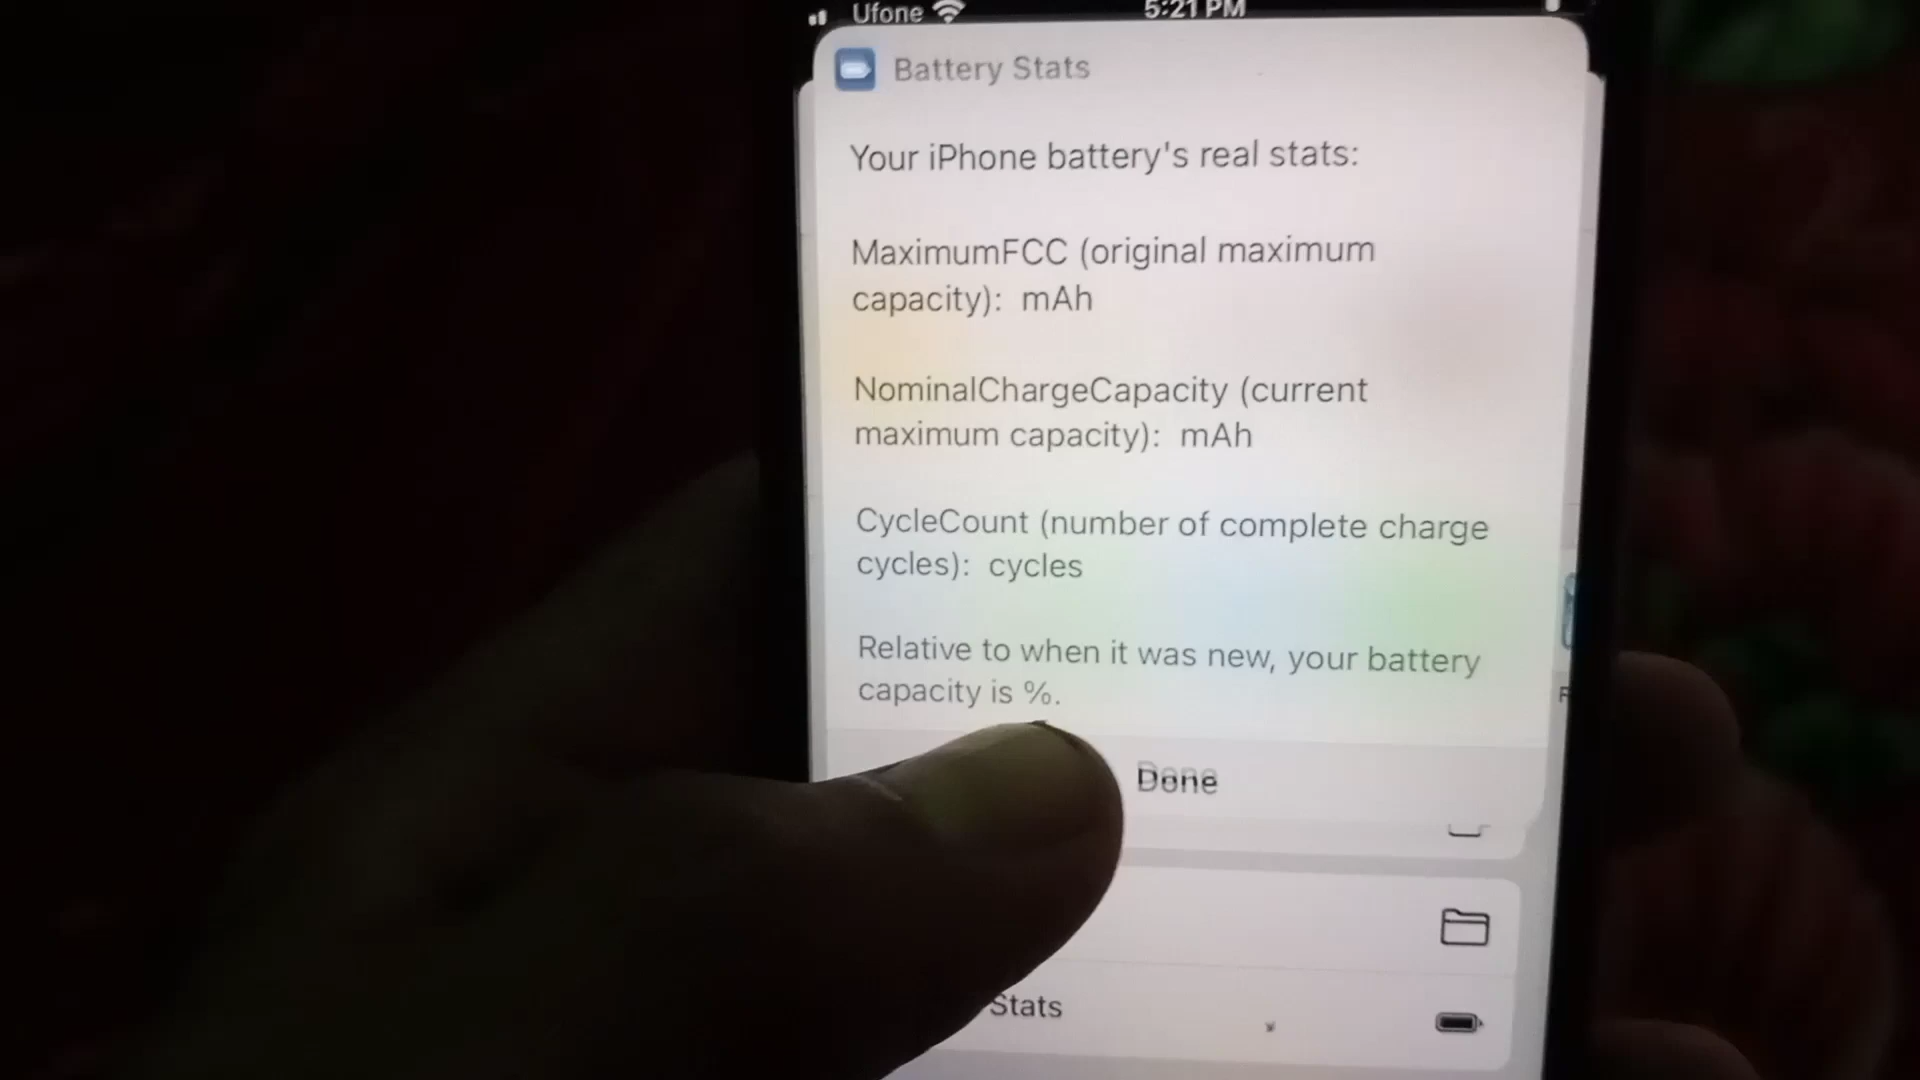 Ufone 5:21 PM
Battery Stats
Your iPhone battery's real stats:
MaximumFCC (original maximum
capacity): mAh
NominalChargeCapacity (current
maximum capacity): mAh
CycleCount (number of complete charge
cycles): cycles
Relative to when it was new, your battery
capacity is %.
Done
Stats